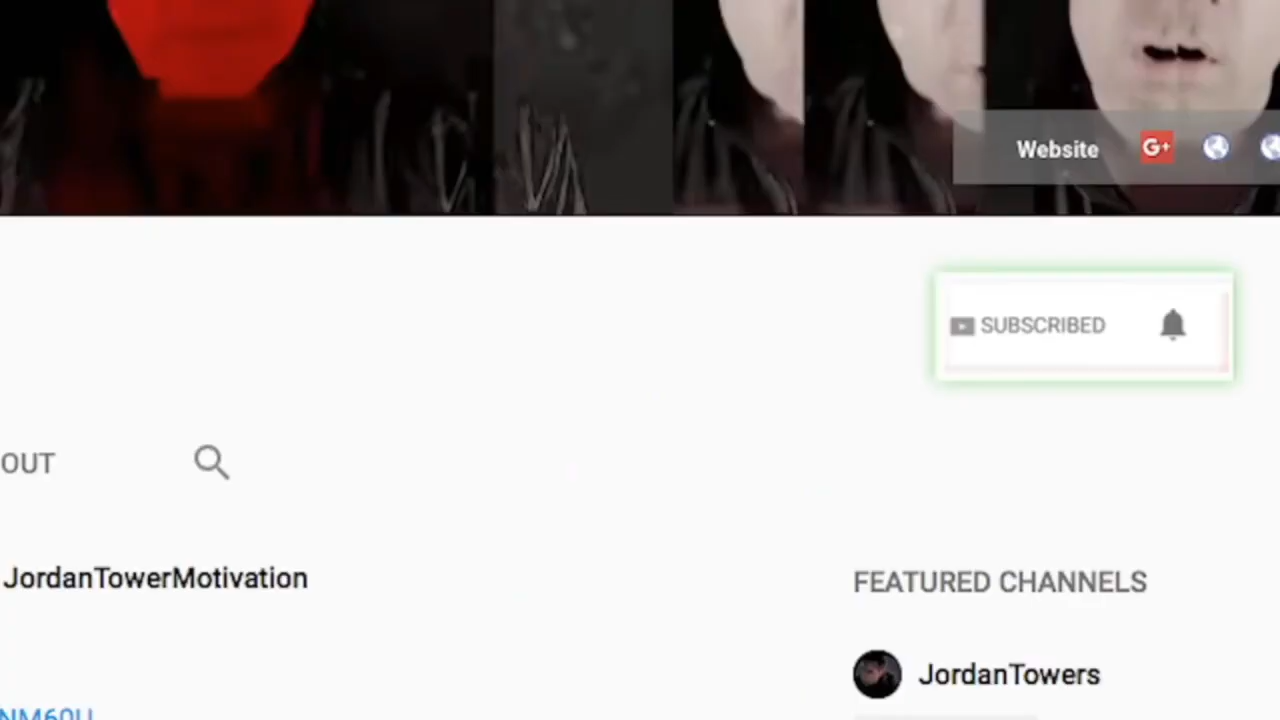 Website G+
SUBSCRIBED
OUT
JordanTowerMotivation
FEATURED CHANNELS
JordanTowers